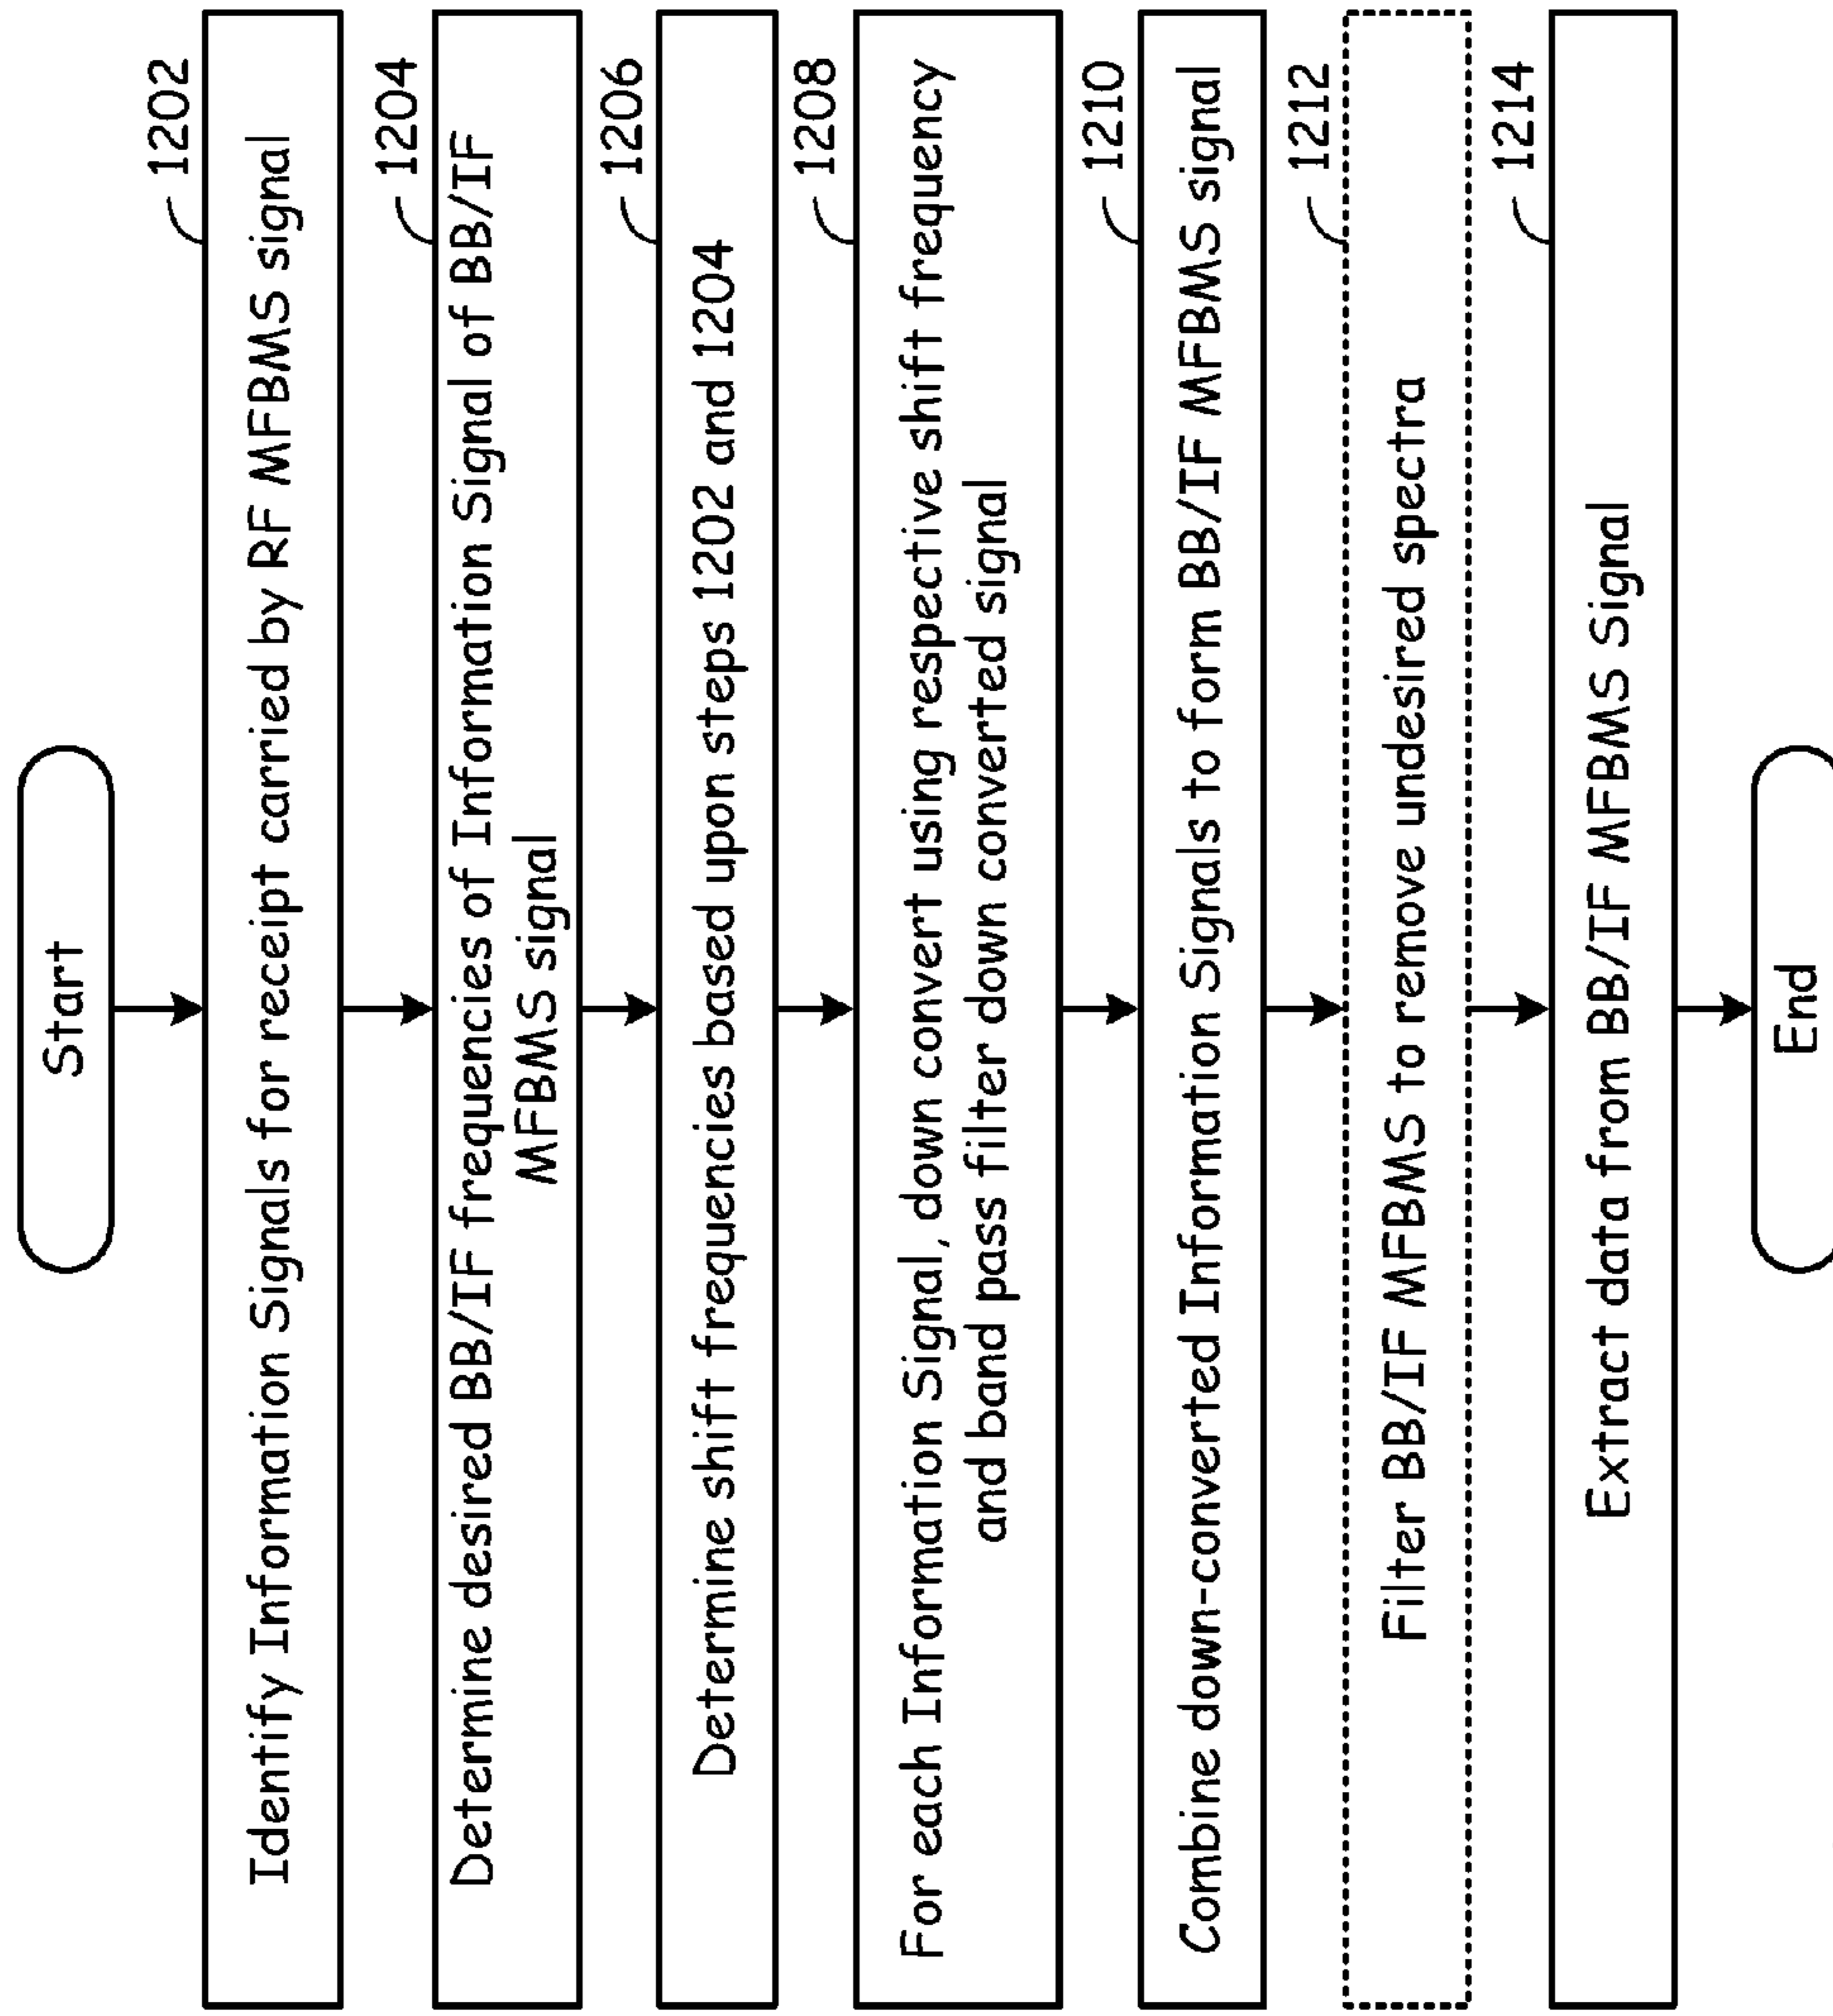 Start
1202
Identify Information Signals for receipt carried by RF MFBMS signal
1204
Determine desired BB/IF frequencies of Information Signal of BB/IF
MFBMS signal
1206
Determine shift frequencies based upon steps 1202 and 1204
1208
For each Information Signal, down convert using respective shift frequency
and band pass filter down converted signal
1210
Combine down-converted Information Signals to form BB/IF MFBMS signal
1212
Filter BB/IF MFBMS to remove undesired spectra
1214
Extract data from BB/IF MFBMS Signal
End